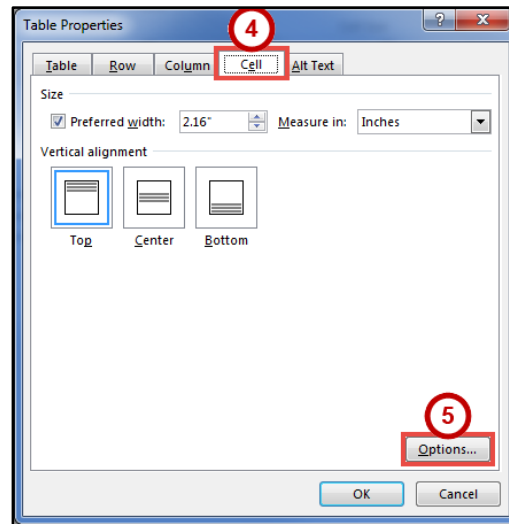 Table Properties
4
? X
Table Row Column Cell Alt Text
Size
Preferred width: 2.16" Measure in: Inches
Vertical alignment
Top Center Bottom
5
Options...
OK Cancel